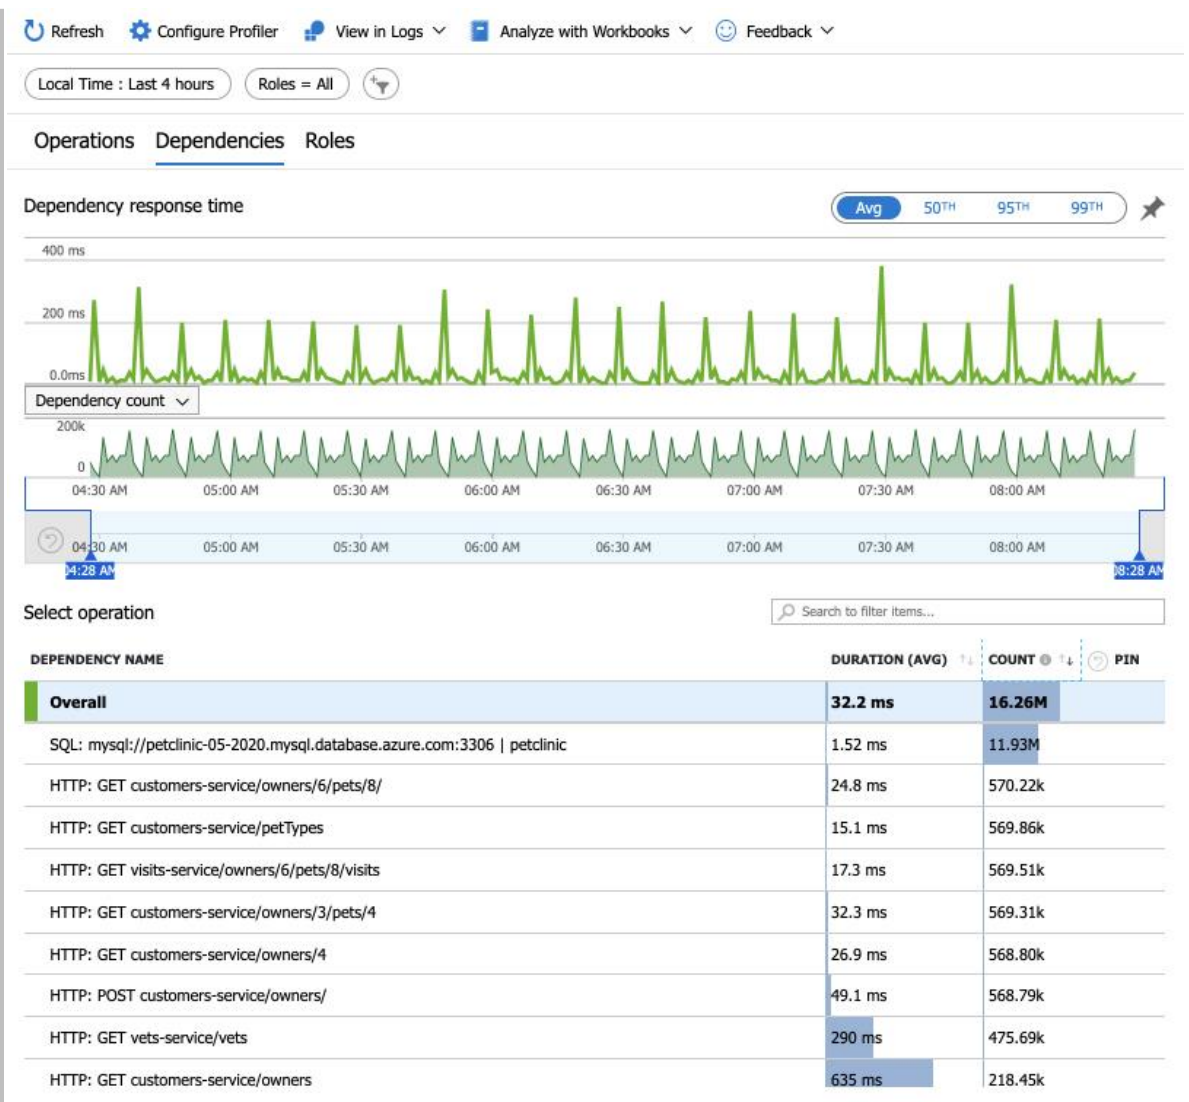 Refresh Configure Profiler View in Logs Analyze with Workbooks Feedback
Local Time : Last 4 hours Roles = All
Operations Dependencies Roles
Dependency response time Avg 50TH 95TH 99TH
400 ms
200 ms
0.0ms
Dependency count
200k
0
04:30 AM 05:00 AM 05:30 AM 06:00 AM 06:30 AM 07:00 AM 07:30 AM 08:00 AM
04:30 AM 05:00 AM 05:30 AM 06:00 AM 06:30 AM 07:00 AM 07:30 AM 08:00 AM
04:28 AM 08:28 AM
Select operation Search to filter items...
DEPENDENCY NAME DURATION (AVG) COUNT PIN
Overall 32.2 ms 16.26M
SQL: mysql://petclinic-05-2020.mysql.database.azure.com:3306 | petclinic 1.52 ms 11.93M
HTTP: GET customers-service/owners/6/pets/8/ 24.8 ms 570.22k
HTTP: GET customers-service/petTypes 15.1 ms 569.86k
HTTP: GET visits-service/owners/6/pets/8/visits 17.3 ms 569.51k
HTTP: GET customers-service/owners/3/pets/4 32.3 ms 569.31k
HTTP: GET customers-service/owners/4 26.9 ms 568.80k
HTTP: POST customers-service/owners/ 49.1 ms 568.79k
HTTP: GET vets-service/vets 290 ms 475.69k
HTTP: GET customers-service/owners 635 ms 218.45k